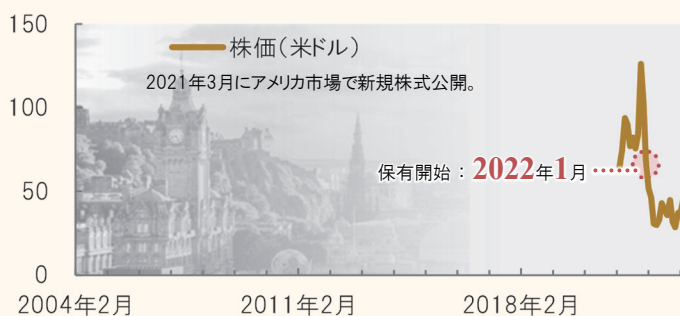 150
株価（米ドル）
2021年3月にアメリカ市場で新規株式公開。
100
保有開始：2022年1月
50
0
2004年2月 2011年2月 2018年2月